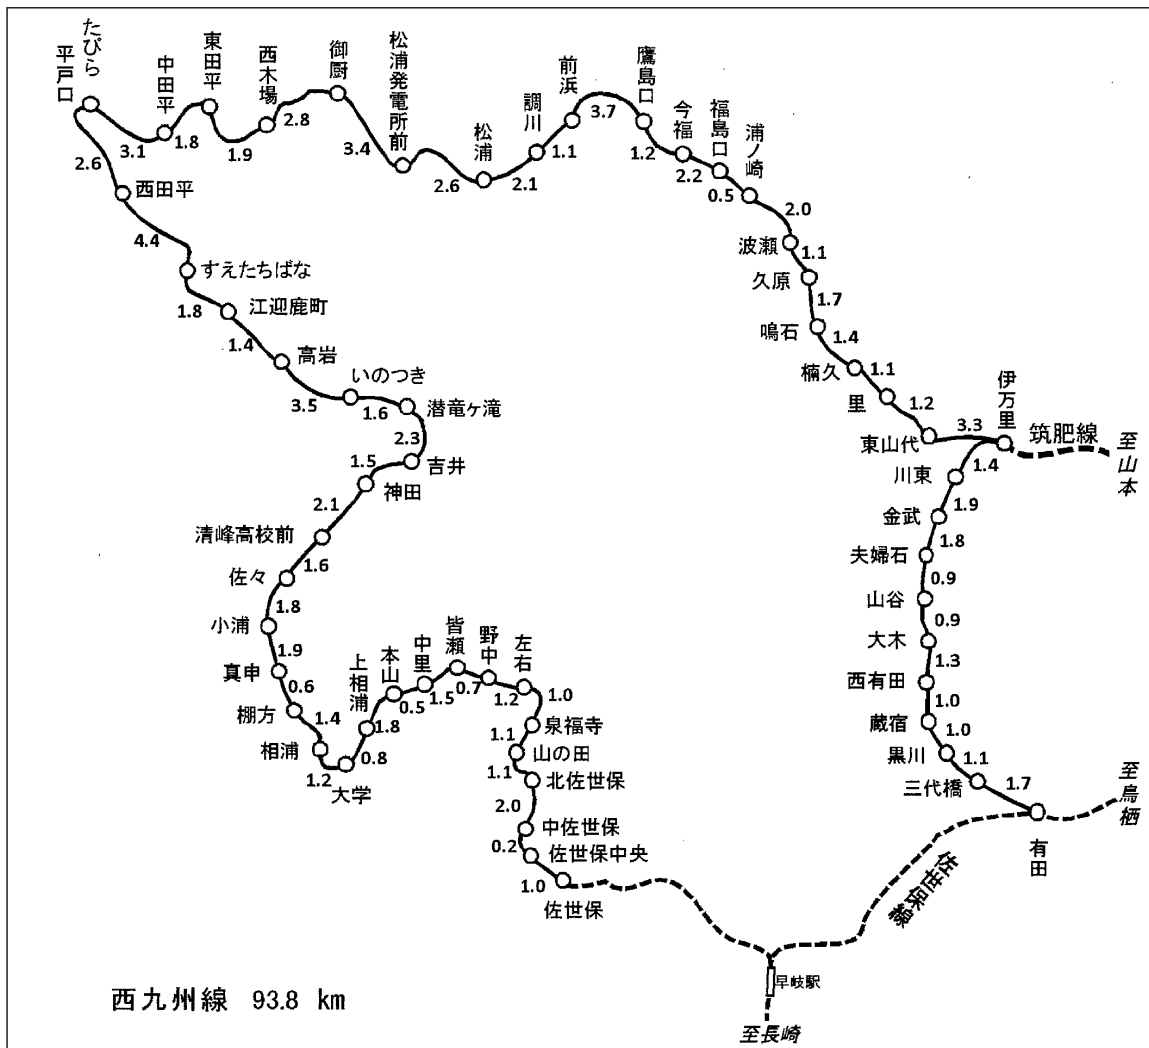 たびら
平戸口
3.1
中田平
1.8
東田平
1.9
西木場
2.8
御厨
3.4
松浦発電所前
2.6
松浦
2.1
調川
1.1
前浜
3.7
鷹島口
1.2
今福
2.2
福島口
0.5
浦ノ崎
2.0
波瀬
1.1
久原
1.7
鳴石
1.4
楠久
1.1
里
1.2
東山代
3.3
伊万里
筑肥線
至山本
1.4
川東
1.9
金武
1.8
夫婦石
0.9
山谷
0.9
大木
1.3
西有田
1.0
蔵宿
1.0
黒川
1.1
三代橋
1.7
有田
至鳥栖
佐世保線
早岐駅
至長崎
2.6
西田平
4.4
すえたちばな
1.8
江迎鹿町
1.4
高岩
3.5
いのつき
1.6
潜竜ヶ滝
2.3
吉井
1.5
神田
2.1
清峰高校前
1.6
佐々
1.8
小浦
1.9
真申
0.6
棚方
1.4
相浦
1.2
大学
0.8
上相浦
1.8
本山
0.5
中里
1.5
皆瀬
0.7
野中
1.2
左右
1.0
泉福寺
1.1
山の田
1.1
北佐世保
2.0
中佐世保
0.2
佐世保中央
1.0
佐世保
西九州線 93.8 km